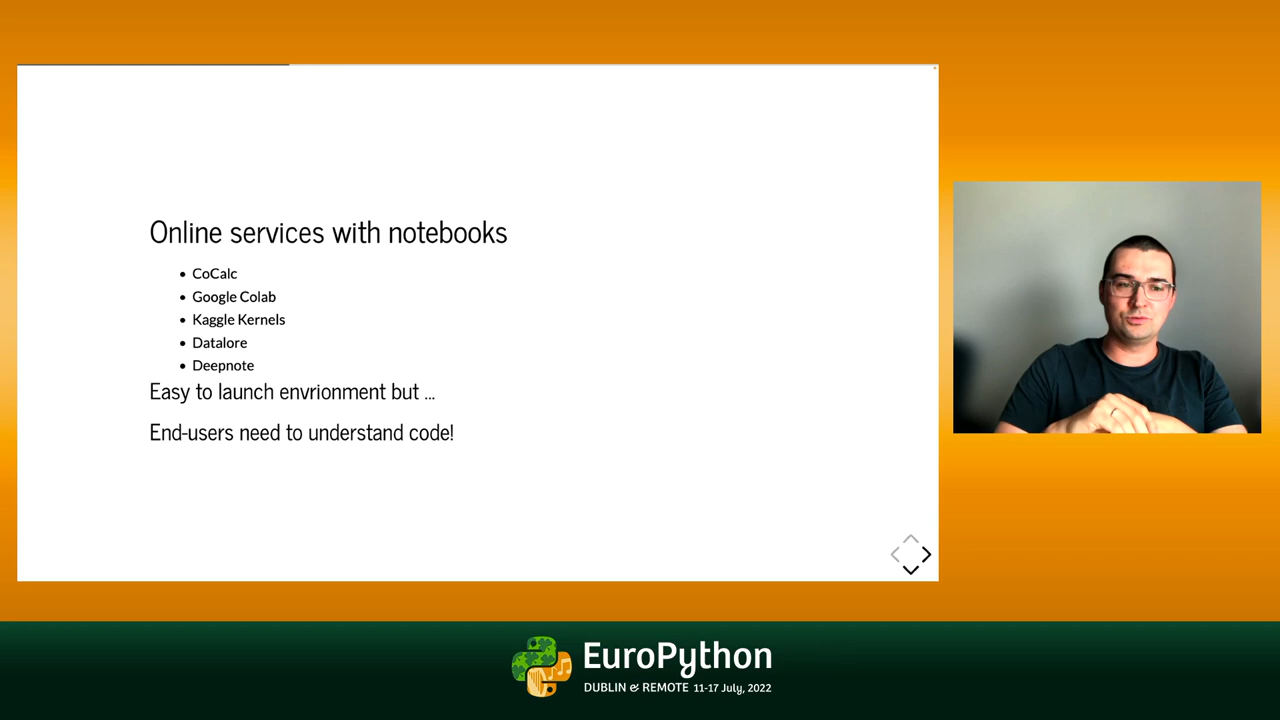 Online services with notebooks
CoCalc
Google Colab
Kaggle Kernels
Datalore
Deepnote
Easy to launch envrionment but ...
End-users need to understand code!
EuroPython
DUBLIN & REMOTE 11-17 July, 2022